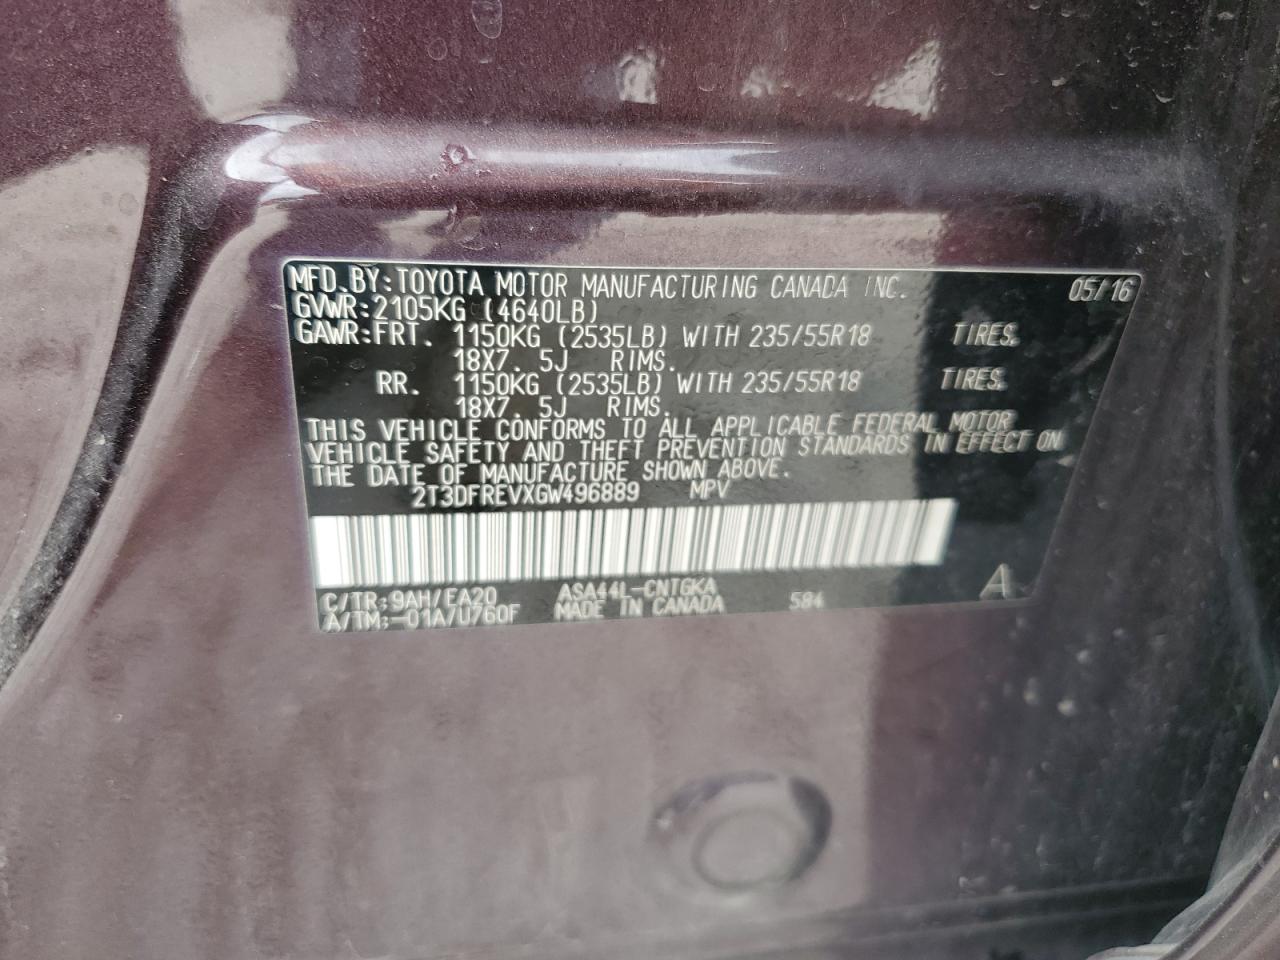 MFD.BY:TOYOTA MOTOR MANUFACTURING CANADA INC. 05/16
GVWR:2105KG (4640LB)
GAWR:FRT. 1150KG (2535LB) WITH 235/55R18 TIRES.
18X7. 5J RIMS.
RR. 1150KG (2535LB) WITH 235/55R18 TIRES.
18X7. 5J RIMS.
THIS VEHICLE CONFORMS TO ALL APPLICABLE FEDERAL MOTOR
VEHICLE SAFETY AND THEFT PREVENTION STANDARDS IN EFFECT ON
THE DATE OF MANUFACTURE SHOWN ABOVE.
2T3DFREVXGW496889 MPV
C/TR:9AH/EA20 ASA44L-CNTGKA 584 A
A/TM:-01A/U760F MADE IN CANADA